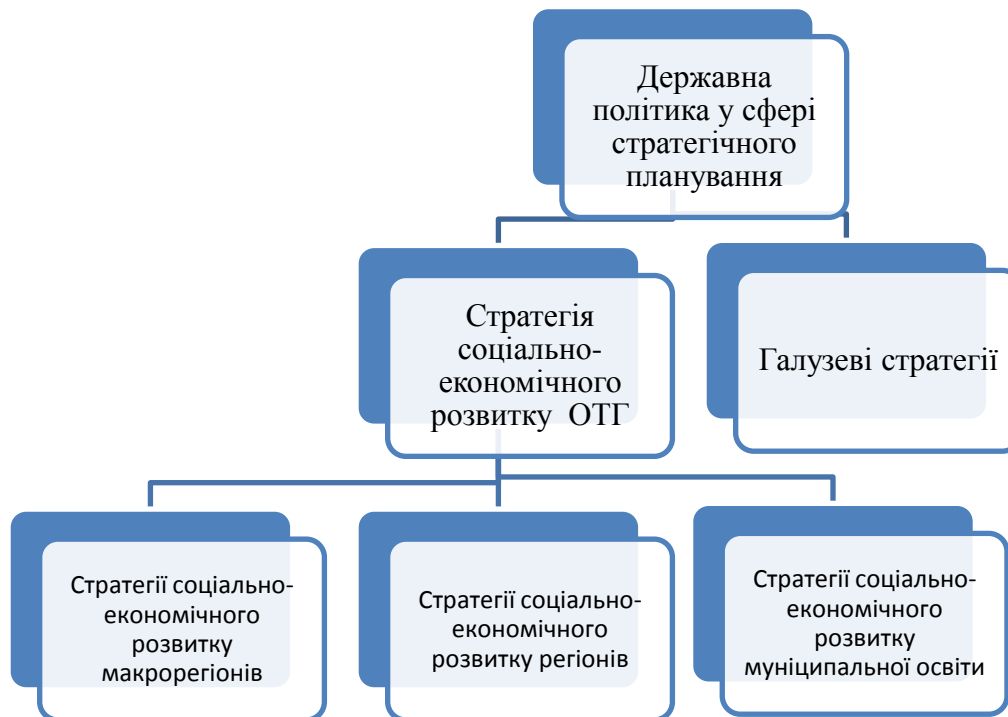 Державна
політика у сфері
стратегічного
планування
Стратегія
соціально-
економічного
розвитку ОТГ
Галузеві стратегії
Стратегії соціально-
економічного
розвитку
макрорегіонів
Стратегії соціально-
економічного
розвитку регіонів
Стратегії соціально-
економічного
розвитку
муніципальної освіти